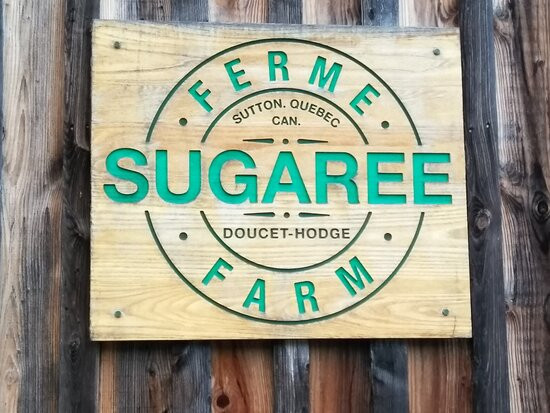 FERME
SUTTON. QUEBEC
CAN.
SUGAREE
DOUCET-HODGE
FARM